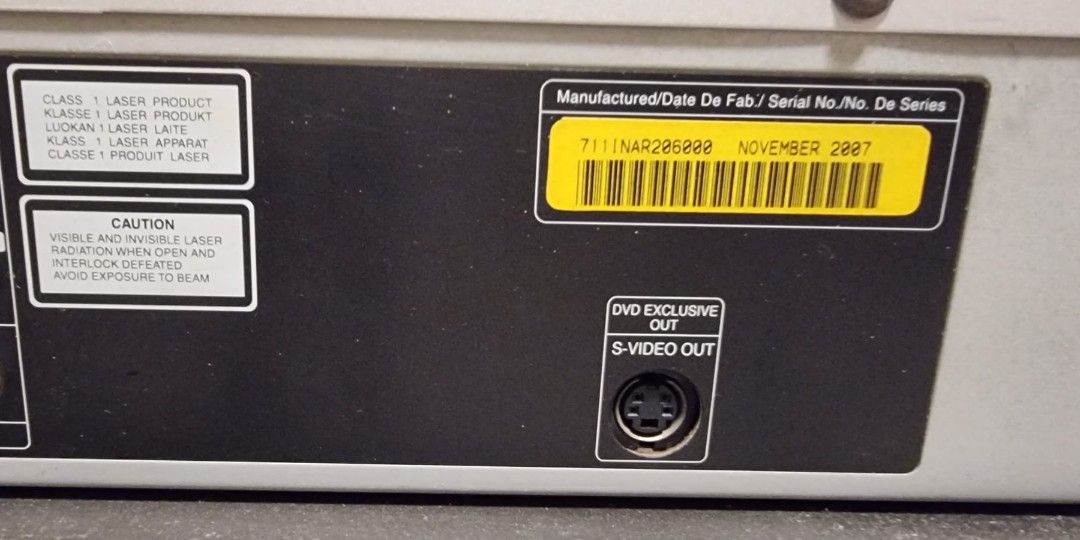 CLASS 1 LASER PRODUCT
KLASSE 1 LASER PRODUKT
LUOKAN 1 LASER LAITE
KLASS 1 LASER APPARAT
CLASSE 1 PRODUIT LASER
CAUTION
VISIBLE AND INVISIBLE LASER
RADIATION WHEN OPEN AND
INTERLOCK DEFEATED
AVOID EXPOSURE TO BEAM
Manufactured/Date De Fab./ Serial No./No. De Series
711INAR206000 NOVEMBER 2007
DVD EXCLUSIVE
OUT
S-VIDEO OUT